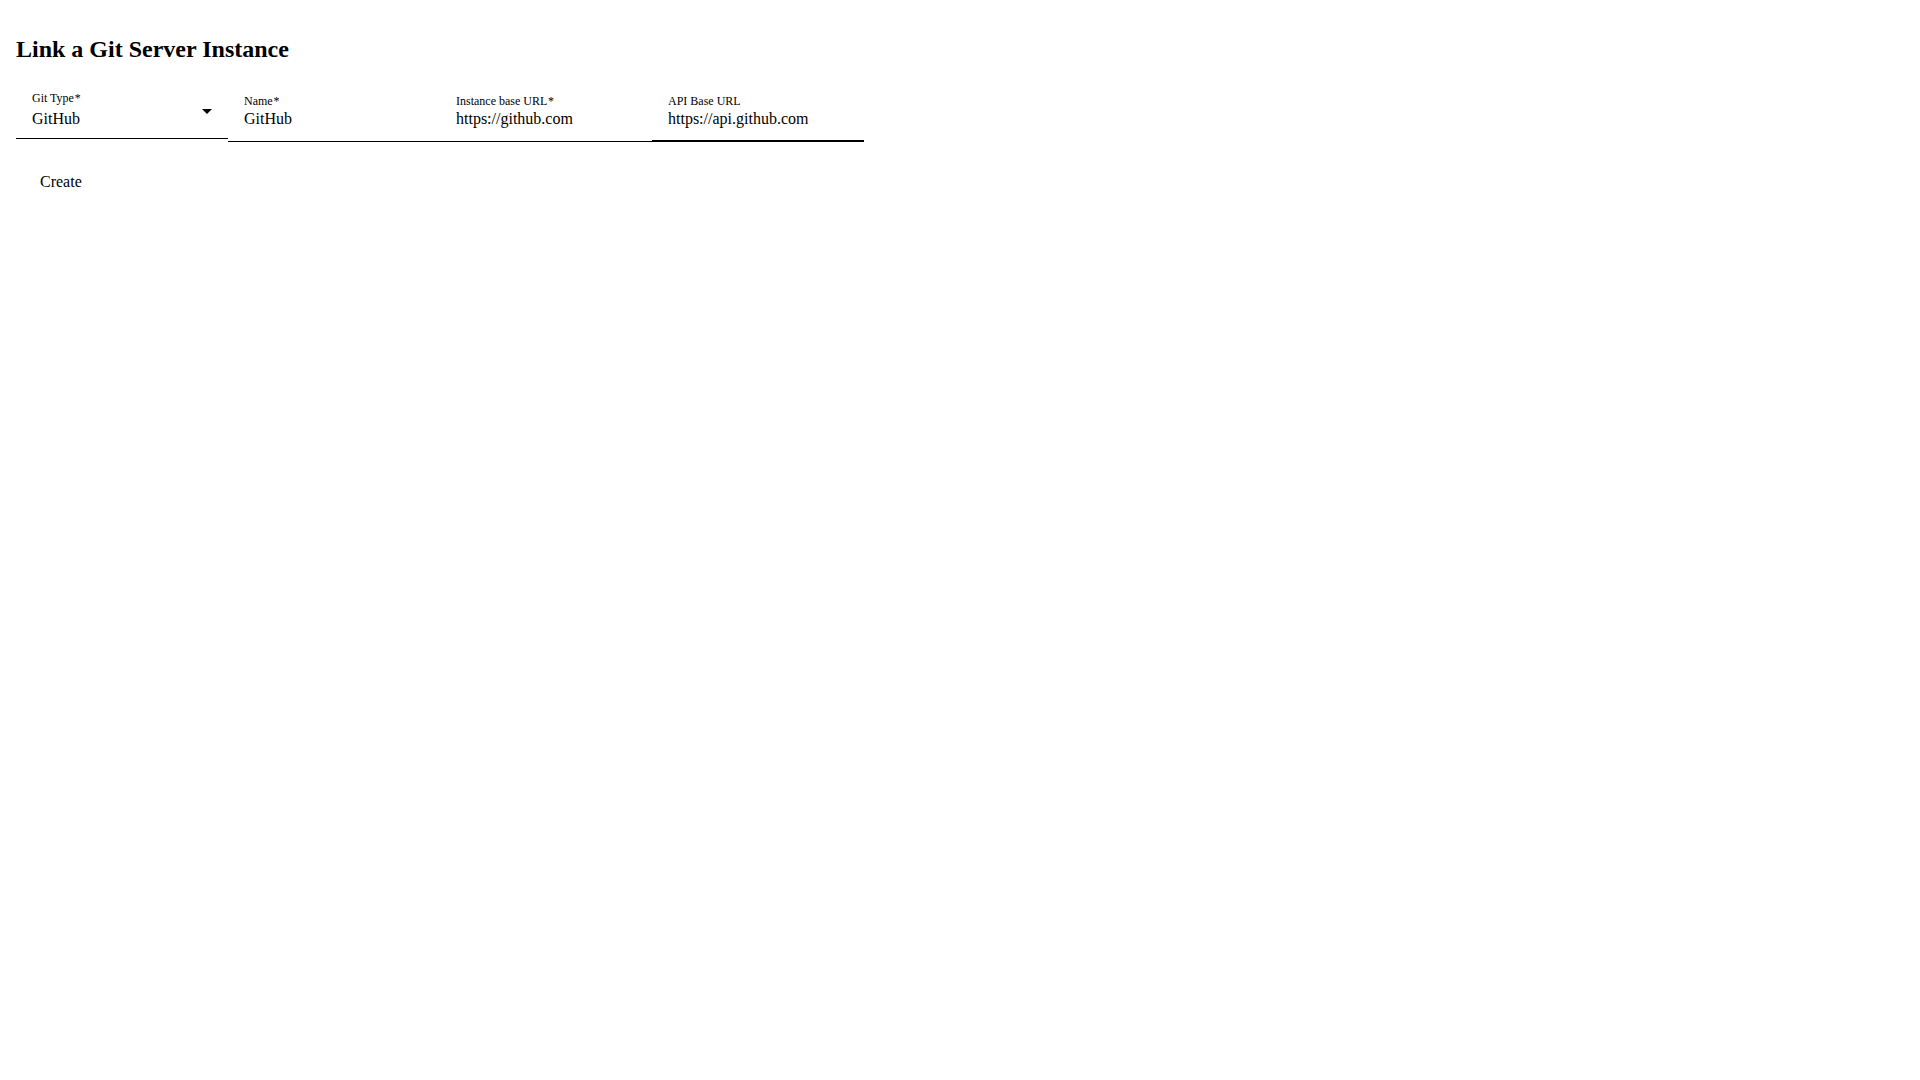 Link a Git Server Instance
Git Type*
GitHub
Name*
GitHub
Instance base URL*
https://github.com
API Base URL
https://api.github.com
Create